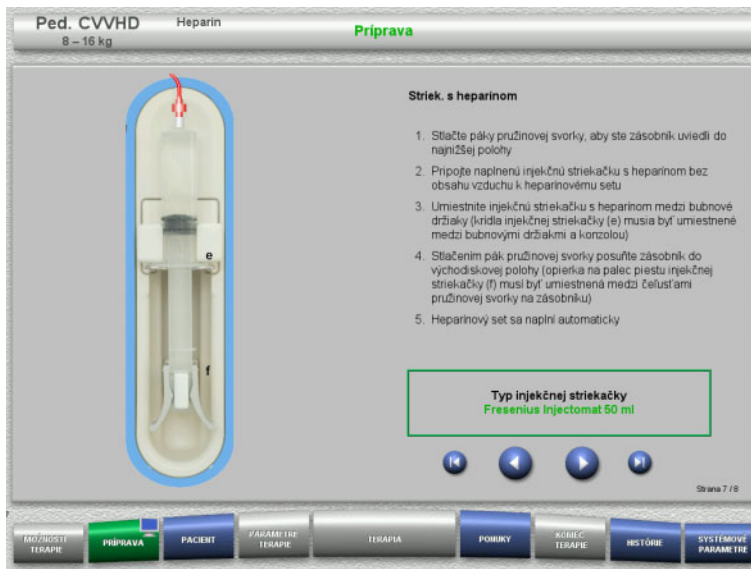 Ped. CVVHD
Heparin
Príprava
8 – 16 kg
Striek. s heparínom
1. Stlačte páky pružinovej svorky, aby ste zásobník uviedli do
najnižšej polohy
2. Pripojte naplnenú injekčnú striekačku s heparínom bez
obsahu vzduchu k heparínovému setu
3. Umiestnite injekčnú striekačku s heparínom medzi bubnové
držiaky (krídla injekčnej striekačky (e) musia byť umiestnené
medzi bubnovými držiakmi a konzolou)
4. Stlačením pák pružinovej svorky posuňte zásobník do
východiskovej polohy (opierka na palec piestu injekčnej
striekačky (f) musí byť umiestnená medzi čeľusťami
pružinovej svorky na zásobníku)
5. Heparínový set sa naplní automaticky
e
f
Typ injekčnej striekačky
Fresenius Injectomat 50 ml
Strana 7 / 8
MOŽNOSTI
TERAPIE
PRÍPRAVA
PACIENT
PARAMETRE
TERAPIE
TERAPIA
PONUKY
KONIEC
TERAPIE
HISTÓRIE
SYSTÉMOVÉ
PARAMETRE